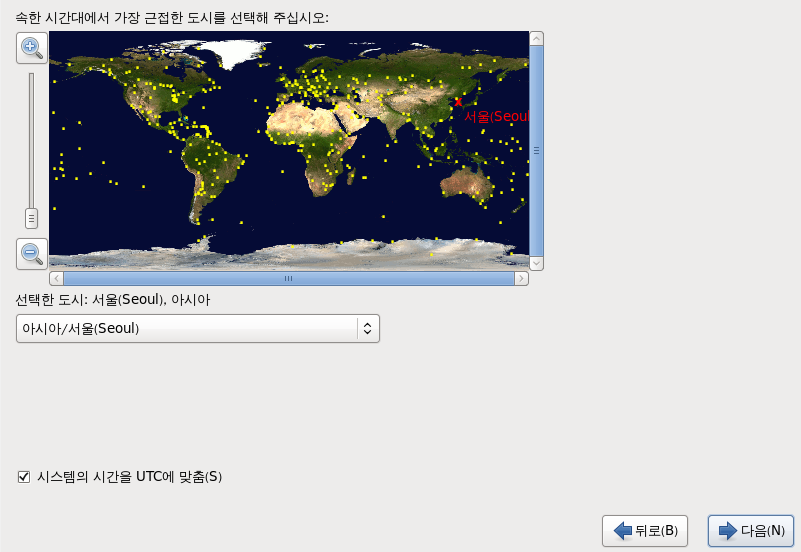 속한 시간대에서 가장 근접한 도시를 선택해 주십시오:
서울(Seoul
선택한 도시: 서울(Seoul), 아시아
아시아/서울(Seoul)
시스템의 시간을 UTC에 맞춤(S)
뒤로(B)
다음(N)